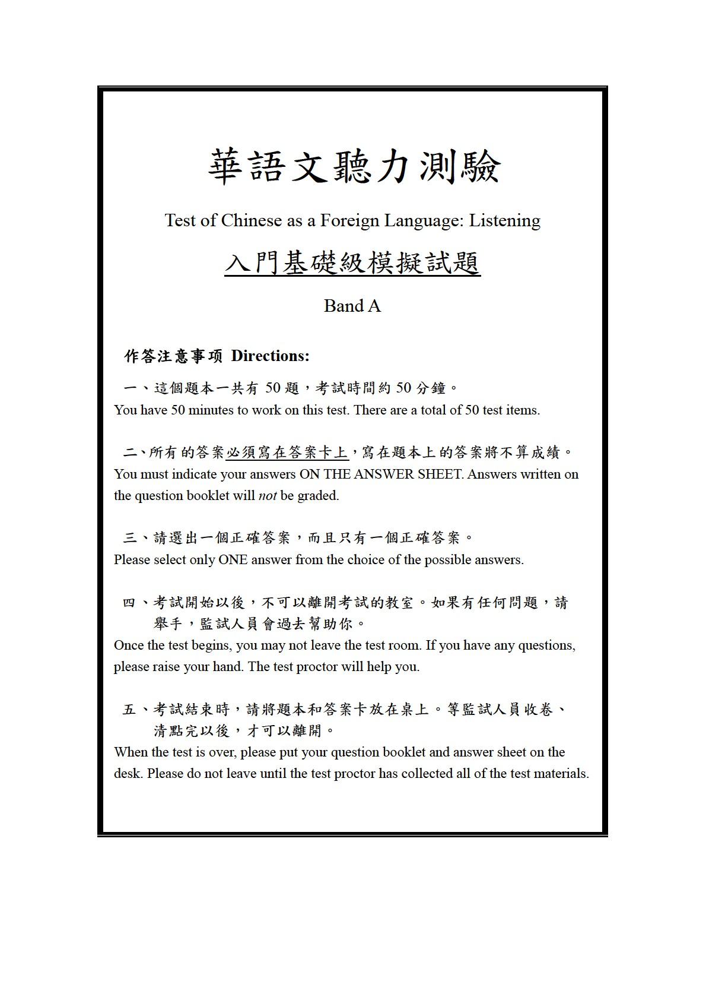 華語文聽力測驗
Test of Chinese as a Foreign Language: Listening
入門基礎級模擬試題
Band A
作答注意事項 Directions:
一、這個題本一共有 50 題，考試時間約 50 分鐘。
You have 50 minutes to work on this test. There are a total of 50 test items.
二、所有的答案必須寫在答案卡上，寫在題本上的答案將不算成績。
You must indicate your answers ON THE ANSWER SHEET. Answers written on
the question booklet will not be graded.
三、請選出一個正確答案，而且只有一個正確答案。
Please select only ONE answer from the choice of the possible answers.
四、考試開始以後，不可以離開考試的教室。如果有任何問題，請
舉手，監試人員會過去幫助你。
Once the test begins, you may not leave the test room. If you have any questions,
please raise your hand. The test proctor will help you.
五、考試結束時，請將題本和答案卡放在桌上。等監試人員收卷、
清點完以後，才可以離開。
When the test is over, please put your question booklet and answer sheet on the
desk. Please do not leave until the test proctor has collected all of the test materials.